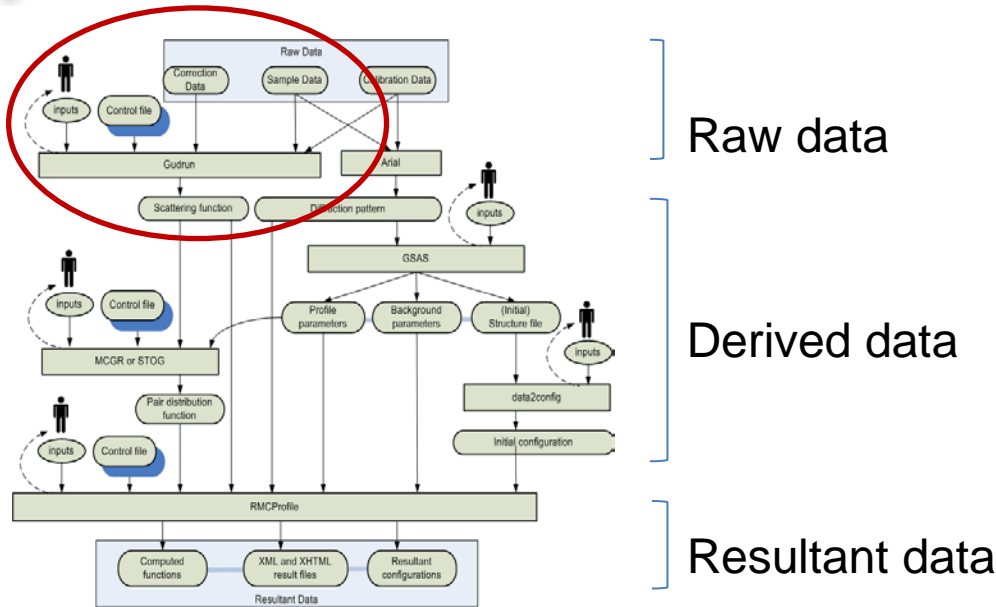 Raw Data
Correction
Data
Sample Data
Calibration Data
inputs
Control file
Gudrun
Arial
Scattering function
Diffraction pattern
inputs
GSAS
inputs
Control file
Profile
parameters
Background
parameters
(Initial)
Structure file
inputs
MCGR or STOG
data2config
Pair distribution
function
Initial configuration
inputs
Control file
RMCProfile
Computed
functions
XML and XHTML
result files
Resultant
configurations
Resultant Data
Raw data
Derived data
Resultant data